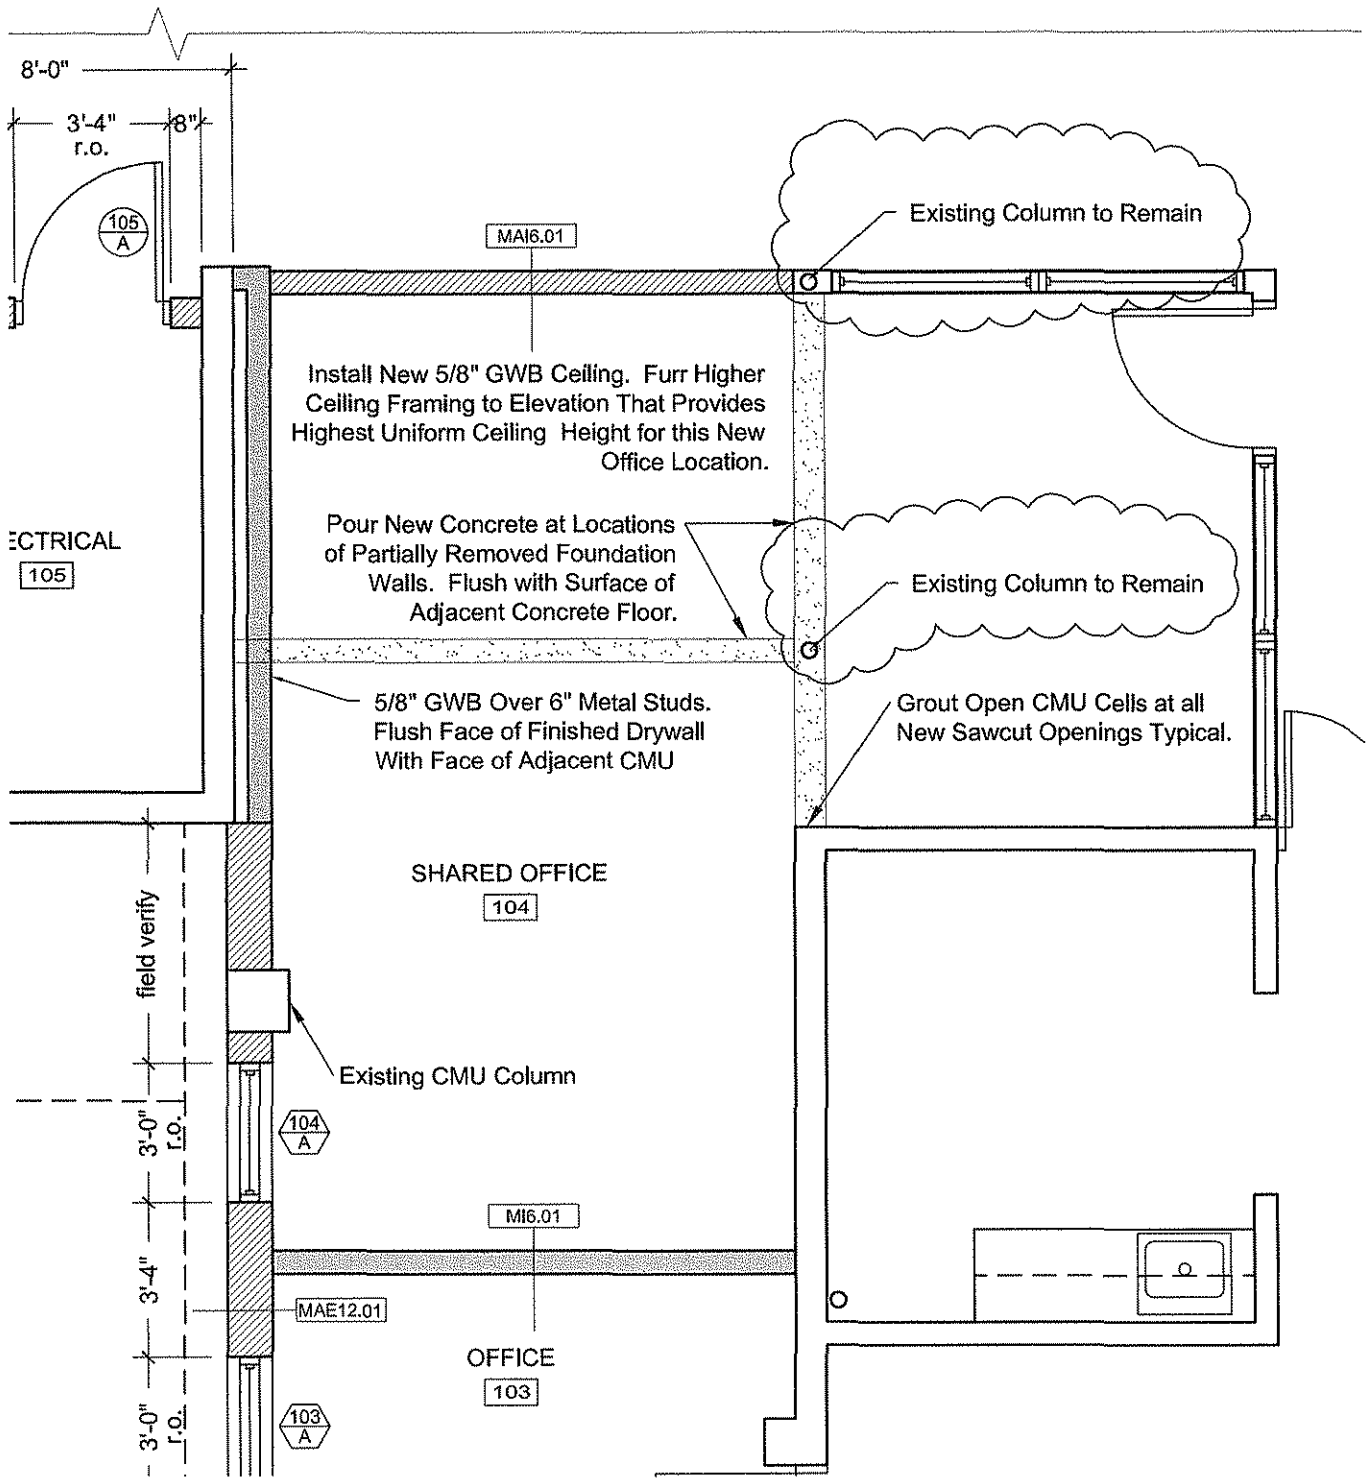 8'-0"
3'-4"
r.o.
8"
105
A
MAI6.01
Existing Column to Remain
Install New 5/8" GWB Ceiling. Furr Higher
Ceiling Framing to Elevation That Provides
Highest Uniform Ceiling Height for this New
Office Location.
Pour New Concrete at Locations
of Partially Removed Foundation
Walls. Flush with Surface of
Adjacent Concrete Floor.
ECTRICAL
105
Existing Column to Remain
5/8" GWB Over 6" Metal Studs.
Flush Face of Finished Drywall
With Face of Adjacent CMU
Grout Open CMU Cells at all
New Sawcut Openings Typical.
SHARED OFFICE
104
field verify
Existing CMU Column
3'-0"
r.o.
104
A
MI6.01
3'-4"
MAE12.01
OFFICE
103
3'-0"
r.o.
103
A